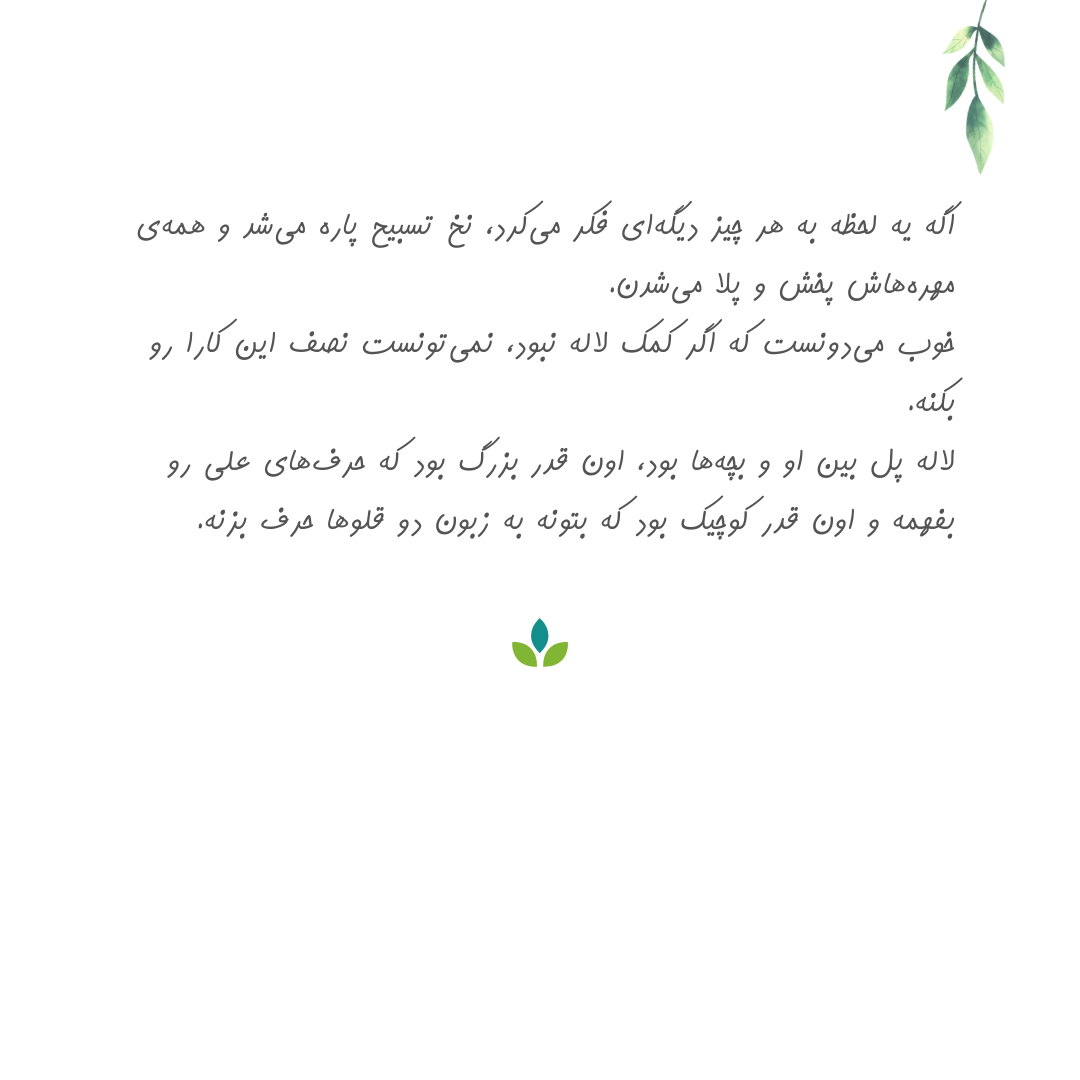 اگه یه لحظه به هر چیز دیگه‌ای فکر می‌کرد، نخ تسبیح پاره می‌شد و همه‌ی
مهره‌هاش پخش و پلا می‌شدن.
خوب می‌دونست که اگر کمک لاله نبود، نمی‌تونست نصف این کارا رو
بکنه.
لاله پل بین او و بچه‌ها بود، اون قدر بزرگ بود که حرف‌های علی رو
بفهمه و اون قدر کوچیک بود که بتونه به زبون دو قلوها حرف بزنه.